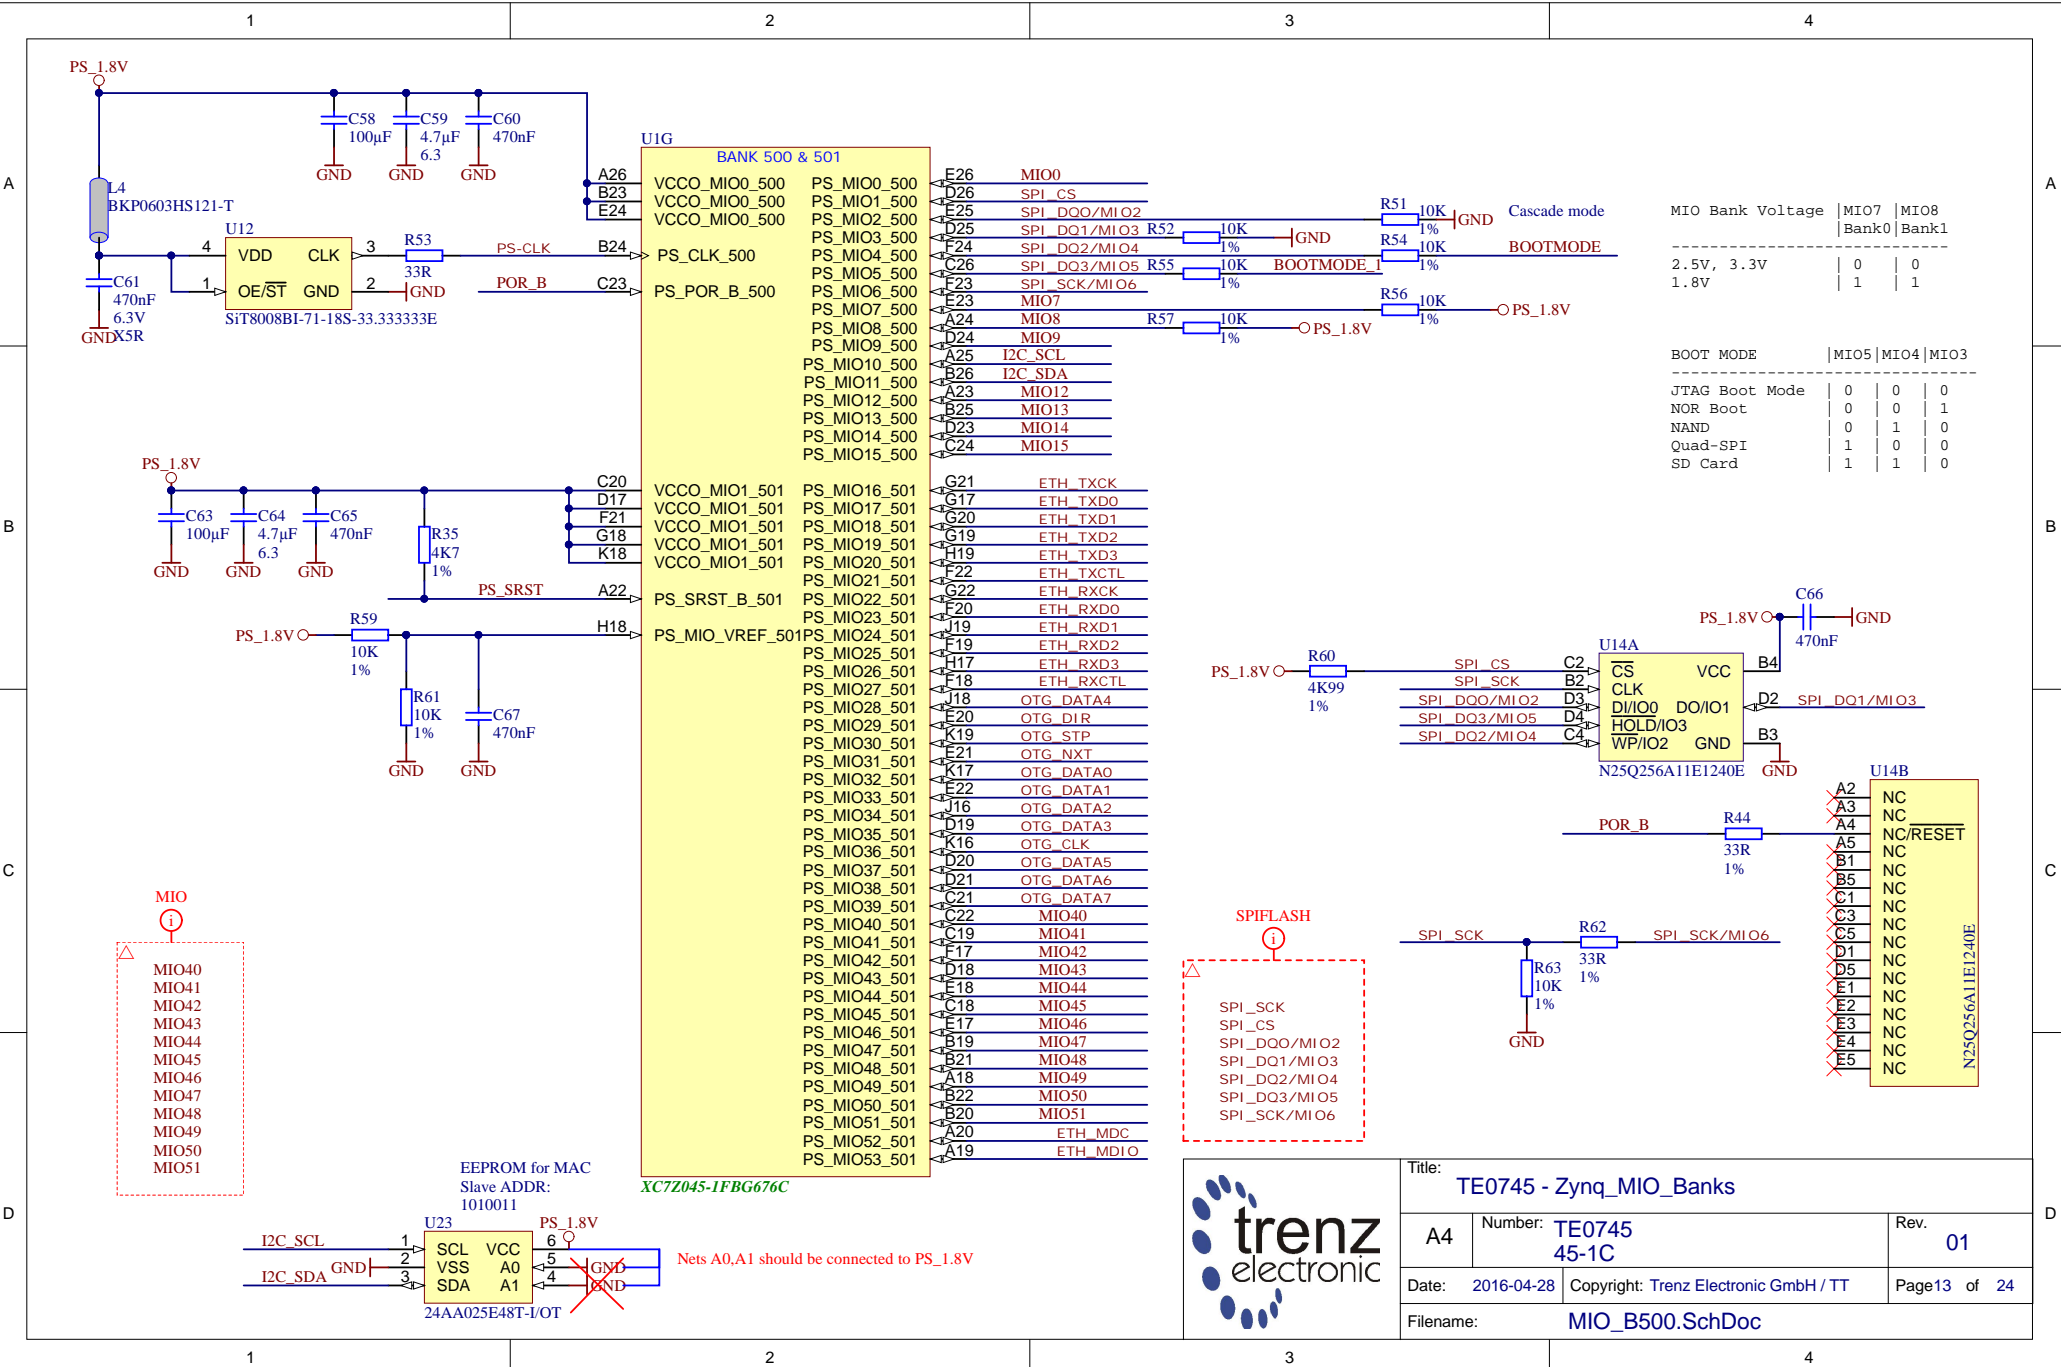 1 2 3 4
A
B
C
D
PS_1.8V
C58
100µF
GND
C59
4.7µF
6.3
GND
C60
470nF
GND
L4
BKP0603HS121-T
U12
4 VDD CLK 3
1 OE/ST GND 2
GND
SiT8008BI-71-18S-33.333333E
C61
470nF
6.3V
X5R
GND
R53
33R
PS-CLK
POR_B
U1G
BANK 500 & 501
A26 VCCO_MIO0_500
B23 VCCO_MIO0_500
E24 VCCO_MIO0_500
B24 PS_CLK_500
C23 PS_POR_B_500
PS_MIO0_500 E26 MIO0
PS_MIO1_500 D26 SPI_CS
PS_MIO2_500 E25 SPI_DQ0/MIO2
PS_MIO3_500 D25 SPI_DQ1/MIO3
PS_MIO4_500 F24 SPI_DQ2/MIO4
PS_MIO5_500 C26 SPI_DQ3/MIO5
PS_MIO6_500 F23 SPI_SCK/MIO6
PS_MIO7_500 E23 MIO7
PS_MIO8_500 A24 MIO8
PS_MIO9_500 D24 MIO9
PS_MIO10_500 A25 I2C_SCL
PS_MIO11_500 B26 I2C_SDA
PS_MIO12_500 A23 MIO12
PS_MIO13_500 B25 MIO13
PS_MIO14_500 D23 MIO14
PS_MIO15_500 C24 MIO15
R51 10K 1% GND Cascade mode
R52 10K 1% GND
R54 10K 1% BOOTMODE
R55 10K 1% BOOTMODE_1
R56 10K 1% PS_1.8V
R57 10K 1% PS_1.8V
MIO Bank Voltage |MIO7 |MIO8
|Bank0|Bank1
-----------------------------
2.5V, 3.3V | 0 | 0
1.8V | 1 | 1
BOOT MODE |MIO5|MIO4|MIO3
--------------------------------
JTAG Boot Mode | 0 | 0 | 0
NOR Boot | 0 | 0 | 1
NAND | 0 | 1 | 0
Quad-SPI | 1 | 0 | 0
SD Card | 1 | 1 | 0
PS_1.8V
C63
100µF
GND
C64
4.7µF
6.3
GND
C65
470nF
GND
R35
4K7
1%
PS_SRST
C20 VCCO_MIO1_501
D17 VCCO_MIO1_501
F21 VCCO_MIO1_501
G18 VCCO_MIO1_501
K18 VCCO_MIO1_501
A22 PS_SRST_B_501
H18 PS_MIO_VREF_501
PS_1.8V
R59
10K
1%
R61
10K
1%
GND
C67
470nF
GND
PS_MIO16_501 G21 ETH_TXCK
PS_MIO17_501 G17 ETH_TXD0
PS_MIO18_501 G20 ETH_TXD1
PS_MIO19_501 G19 ETH_TXD2
PS_MIO20_501 H19 ETH_TXD3
PS_MIO21_501 F22 ETH_TXCTL
PS_MIO22_501 G22 ETH_RXCK
PS_MIO23_501 F20 ETH_RXD0
PS_MIO24_501 J19 ETH_RXD1
PS_MIO25_501 F19 ETH_RXD2
PS_MIO26_501 H17 ETH_RXD3
PS_MIO27_501 F18 ETH_RXCTL
PS_MIO28_501 J18 OTG_DATA4
PS_MIO29_501 E20 OTG_DIR
PS_MIO30_501 K19 OTG_STP
PS_MIO31_501 E21 OTG_NXT
PS_MIO32_501 K17 OTG_DATA0
PS_MIO33_501 E22 OTG_DATA1
PS_MIO34_501 J16 OTG_DATA2
PS_MIO35_501 D19 OTG_DATA3
PS_MIO36_501 K16 OTG_CLK
PS_MIO37_501 D20 OTG_DATA5
PS_MIO38_501 D21 OTG_DATA6
PS_MIO39_501 C21 OTG_DATA7
PS_MIO40_501 C22 MIO40
PS_MIO41_501 C19 MIO41
PS_MIO42_501 F17 MIO42
PS_MIO43_501 D18 MIO43
PS_MIO44_501 E18 MIO44
PS_MIO45_501 C18 MIO45
PS_MIO46_501 E17 MIO46
PS_MIO47_501 B19 MIO47
PS_MIO48_501 B21 MIO48
PS_MIO49_501 A18 MIO49
PS_MIO50_501 B22 MIO50
PS_MIO51_501 B20 MIO51
PS_MIO52_501 A20 ETH_MDC
PS_MIO53_501 A19 ETH_MDIO
XC7Z045-1FBG676C
PS_1.8V
C66
470nF
GND
PS_1.8V
R60
4K99
1%
U14A
SPI_CS C2 CS VCC B4
SPI_SCK B2 CLK
SPI_DQ0/MIO2 D3 DI/IO0 DO/IO1 D2 SPI_DQ1/MIO3
SPI_DQ3/MIO5 D4 HOLD/IO3
SPI_DQ2/MIO4 C4 WP/IO2 GND B3
N25Q256A11E1240E GND
U14B
A2 NC
A3 NC
A4 NC/RESET
A5 NC
B1 NC
B5 NC
C1 NC
C3 NC
C5 NC
D1 NC
D5 NC
E1 NC
E2 NC
E3 NC
E4 NC
E5 NC
N25Q256A11E1240E
POR_B
R44
33R
1%
SPI_SCK
R62
33R
1%
SPI_SCK/MIO6
R63
10K
1%
GND
MIO
i
MIO40
MIO41
MIO42
MIO43
MIO44
MIO45
MIO46
MIO47
MIO48
MIO49
MIO50
MIO51
SPIFLASH
i
SPI_SCK
SPI_CS
SPI_DQ0/MIO2
SPI_DQ1/MIO3
SPI_DQ2/MIO4
SPI_DQ3/MIO5
SPI_SCK/MIO6
EEPROM for MAC
Slave ADDR:
1010011
U23 PS_1.8V
I2C_SCL 1 SCL VCC 6
GND 2 VSS A0 5 GND
I2C_SDA 3 SDA A1 4 GND
24AA025E48T-I/OT
Nets A0,A1 should be connected to PS_1.8V
trenz
electronic
Title:
TE0745 - Zynq_MIO_Banks
A4
Number: TE0745
45-1C
Rev.
01
Date: 2016-04-28
Copyright: Trenz Electronic GmbH / TT
Page13 of 24
Filename: MIO_B500.SchDoc
A
B
C
D
1 2 3 4